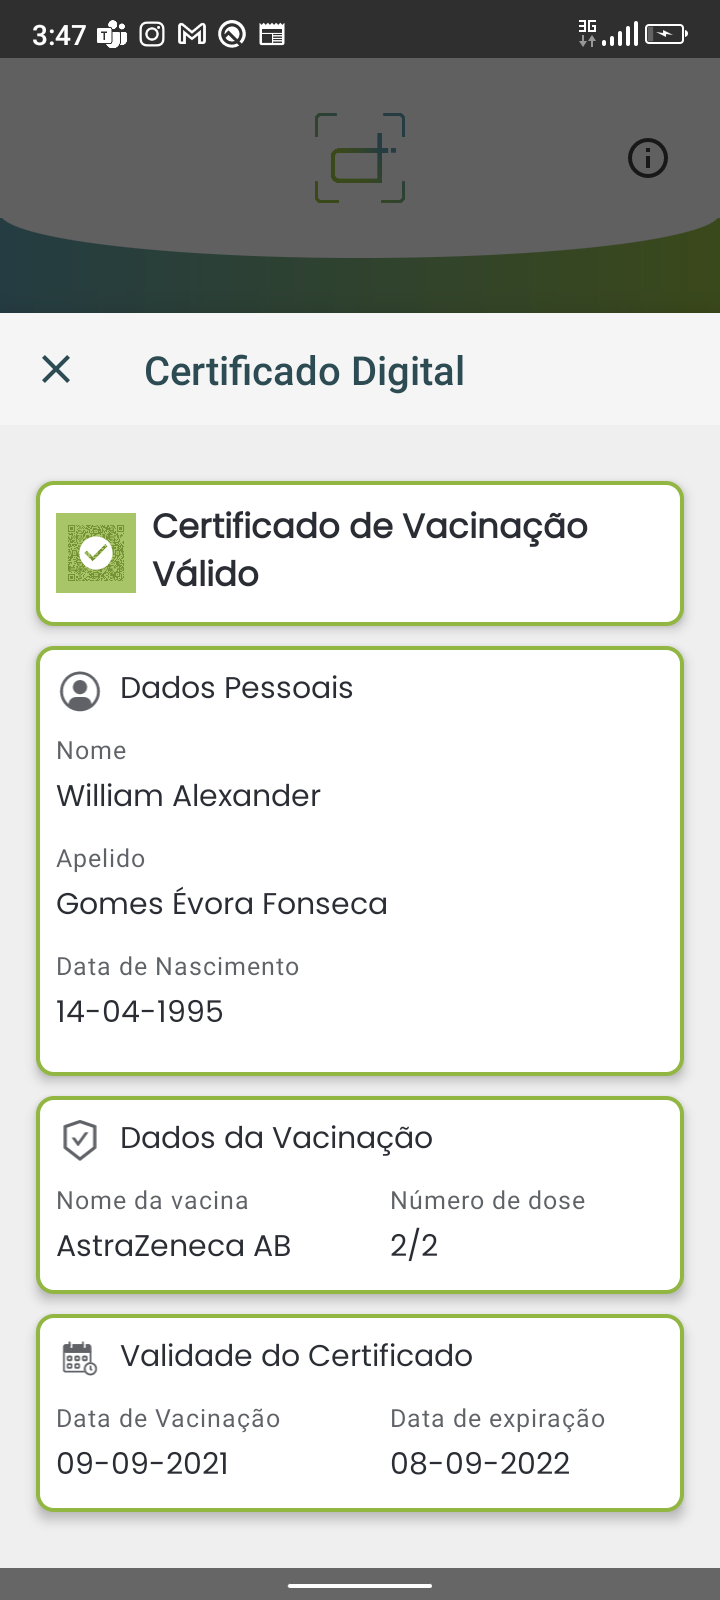 3:47
3G
Certificado Digital
Certificado de Vacinação
Válido
Dados Pessoais
Nome
William Alexander
Apelido
Gomes Évora Fonseca
Data de Nascimento
14-04-1995
Dados da Vacinação
Nome da vacina
Número de dose
AstraZeneca AB
2/2
Validade do Certificado
Data de Vacinação
Data de expiração
09-09-2021
08-09-2022